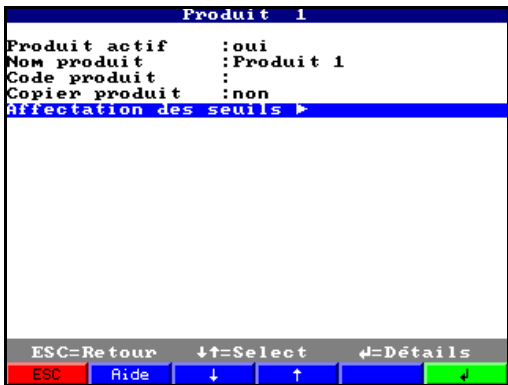 Produit 1
Produit actif :oui
Nom produit :Produit 1
Code produit :
Copier produit :non
Affectation des seuils ►
ESC=Retour ↓↑=Select ↲=Détails
ESC Aide ↓ ↑ ↲